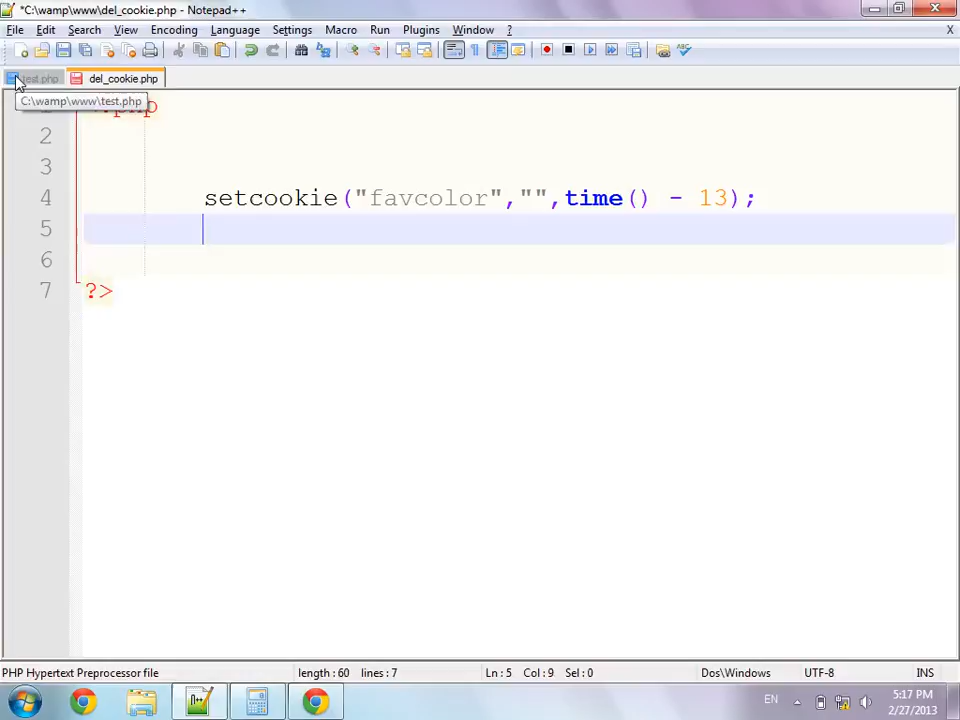 *C:\wamp\www\del_cookie.php - Notepad++
File Edit Search View Encoding Language Settings Macro Run Plugins Window ? X
test.php del_cookie.php
C:\wamp\www\test.php
php
2
3
4 setcookie("favcolor","",time() - 13);
5
6
7 ?>
PHP Hypertext Preprocessor file length : 60 lines : 7 Ln : 5 Col : 9 Sel : 0 Dos\Windows UTF-8 INS
EN 5:17 PM
2/27/2013